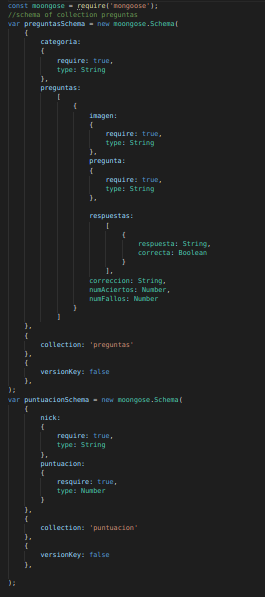 const moongose = require('mongoose');
//schema of collection preguntas
var preguntasSchema = new moongose.Schema(
{
categoria:
{
require: true,
type: String
},
preguntas:
[
{
imagen:
{
require: true,
type: String
},
pregunta:
{
require: true,
type: String
},
respuestas:
[
{
respuesta: String,
correcta: Boolean
}
],
correccion: String,
numAciertos: Number,
numFallos: Number
}
]
},
{
collection: 'preguntas'
},
{
versionKey: false
},
);
var puntuacionSchema = new moongose.Schema(
{
nick:
{
require: true,
type: String
},
puntuacion:
{
resquire: true,
type: Number
}
},
{
collection: 'puntuacion'
},
{
versionKey: false
},
);